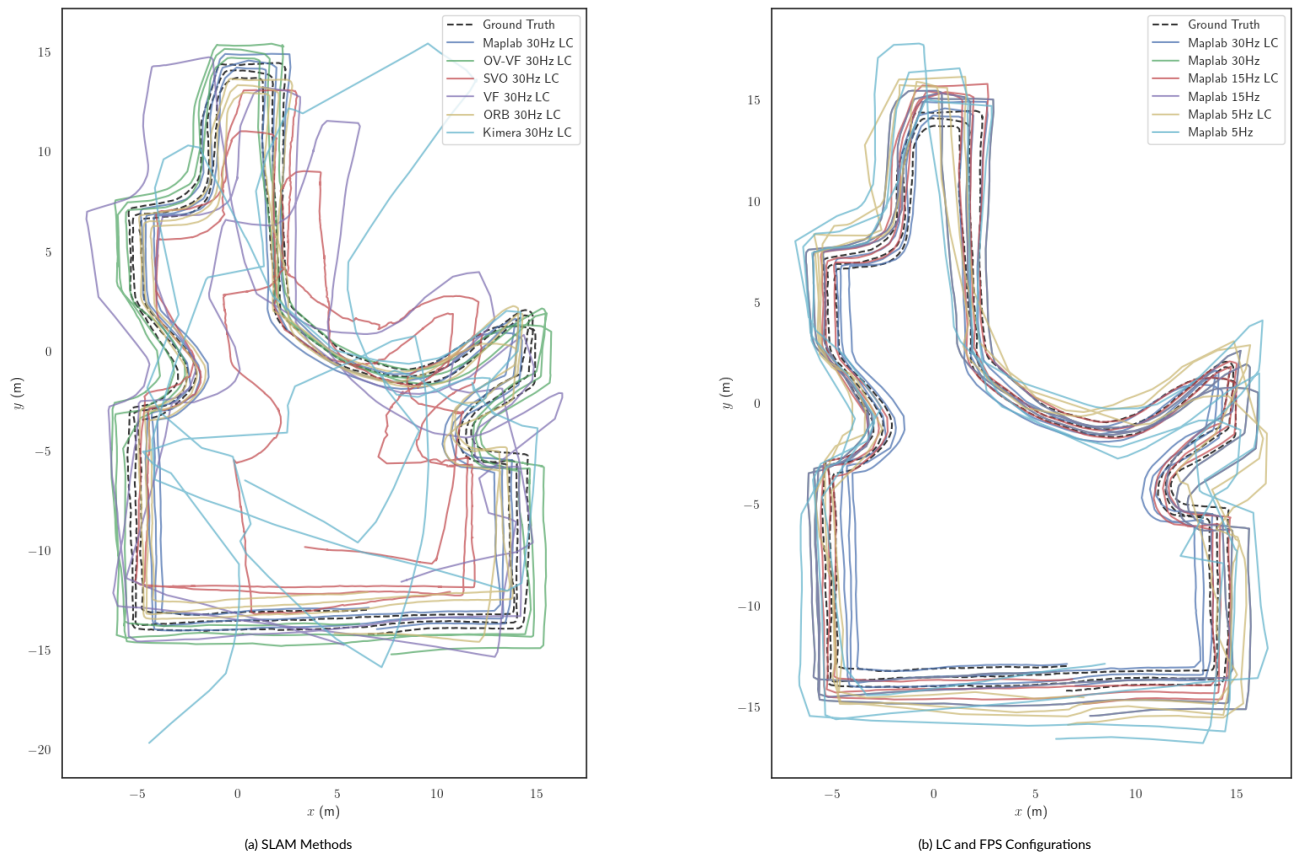 Ground Truth
Maplab 30Hz LC
OV-VF 30Hz LC
SVO 30Hz LC
VF 30Hz LC
ORB 30Hz LC
Kimera 30Hz LC
15
10
5
0
−5
−10
−15
−20
y (m)
−5 0 5 10 15
x (m)
(a) SLAM Methods
Ground Truth
Maplab 30Hz LC
Maplab 30Hz
Maplab 15Hz LC
Maplab 15Hz
Maplab 5Hz LC
Maplab 5Hz
15
10
5
0
−5
−10
−15
y (m)
−5 0 5 10 15
x (m)
(b) LC and FPS Configurations